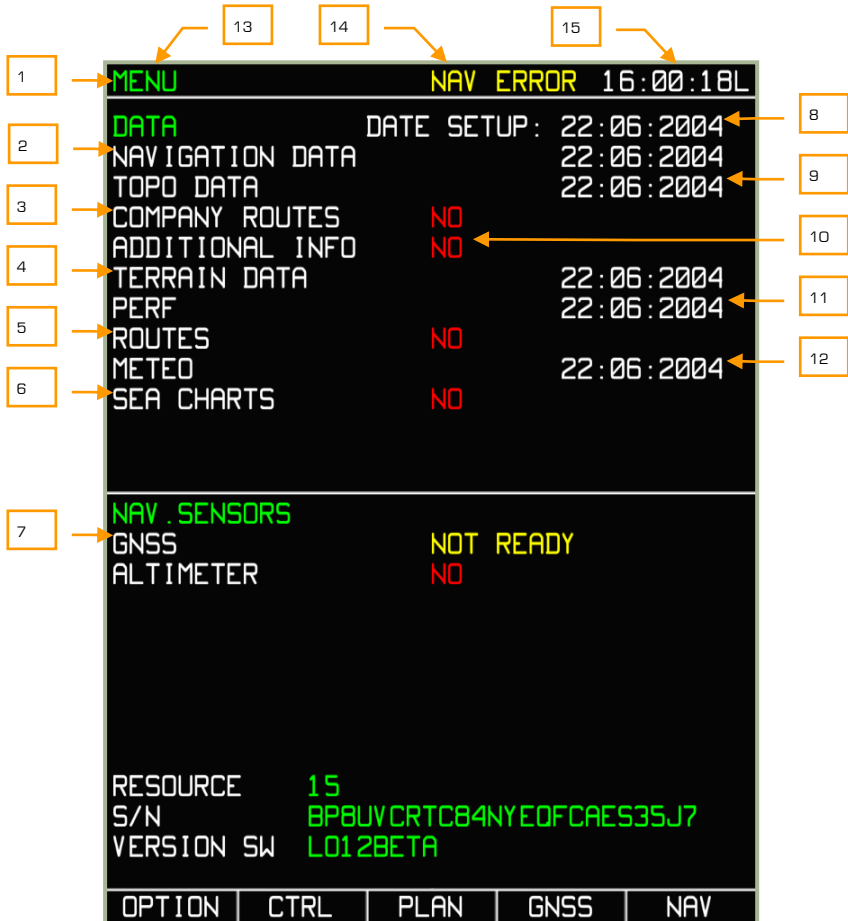 13 14 15
1 MENU NAV ERROR 16:00:18L
DATA DATE SETUP: 22:06:2004 8
2 NAVIGATION DATA 22:06:2004
TOPO DATA 22:06:2004 9
3 COMPANY ROUTES NO
ADDITIONAL INFO NO 10
4 TERRAIN DATA 22:06:2004
PERF 22:06:2004 11
5 ROUTES NO
METEO 22:06:2004 12
6 SEA CHARTS NO
NAV.SENSORS
7 GNSS NOT READY
ALTIMETER NO
RESOURCE 15
S/N BP8UVCRTC84NYEQFCAES35J7
VERSION SW L012BETA
OPTION CTRL PLAN GNSS NAV